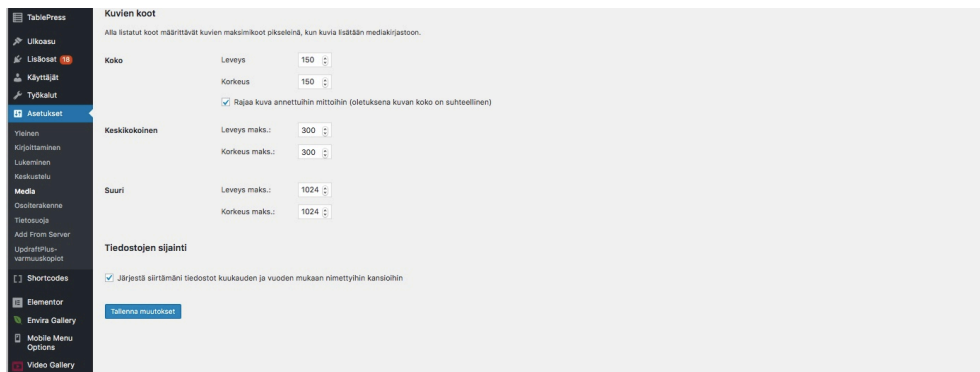 TablePress
Ulkoasu
Lisäosat 18
Käyttäjät
Työkalut
Asetukset
Yleinen
Kirjoittaminen
Lukeminen
Keskustelu
Media
Osoiterakenne
Tietosuoja
Add From Server
UpdraftPlus-
varmuuskopiot
Shortcodes
Elementor
Envira Gallery
Mobile Menu
Options
Video Gallery
Kuvien koot
Alla listatut koot määrittävät kuvien maksimikoot pikseleinä, kun kuvia lisätään mediakirjastoon.
Koko Leveys 150
Korkeus 150
Rajaa kuva annettuihin mittoihin (oletuksena kuvan koko on suhteellinen)
Keskikokoinen Leveys maks.: 300
Korkeus maks.: 300
Suuri Leveys maks.: 1024
Korkeus maks.: 1024
Tiedostojen sijainti
Järjestä siirtämäni tiedostot kuukauden ja vuoden mukaan nimettyihin kansioihin
Tallenna muutokset